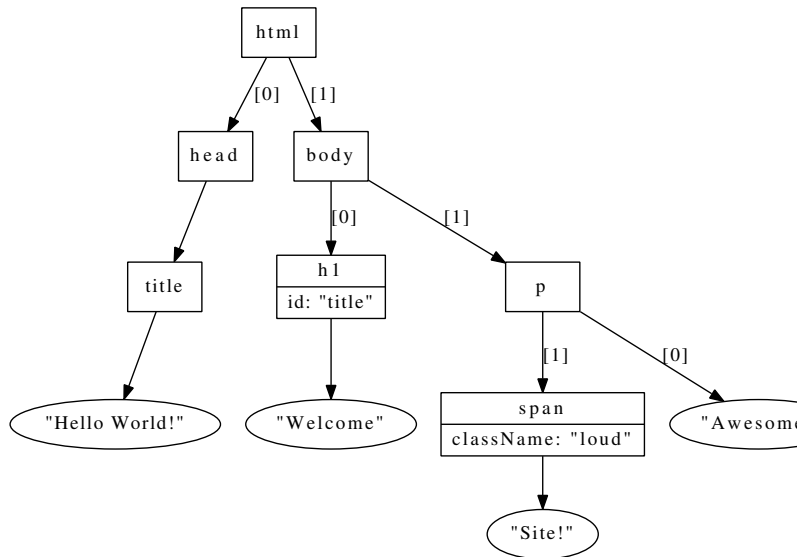 html
[0]
[1]
head
body
[0]
[1]
title
h1
id: "title"
p
[1]
[0]
"Hello World!"
"Welcome"
span
className: "loud"
"Awesome
"Site!"